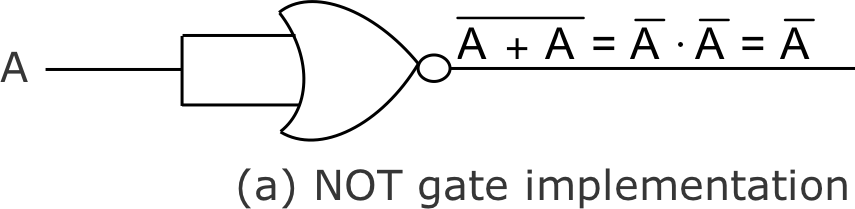 A
A̅ ̅+̅ ̅A̅ = A̅ · A̅ = A̅
(a) NOT gate implementation